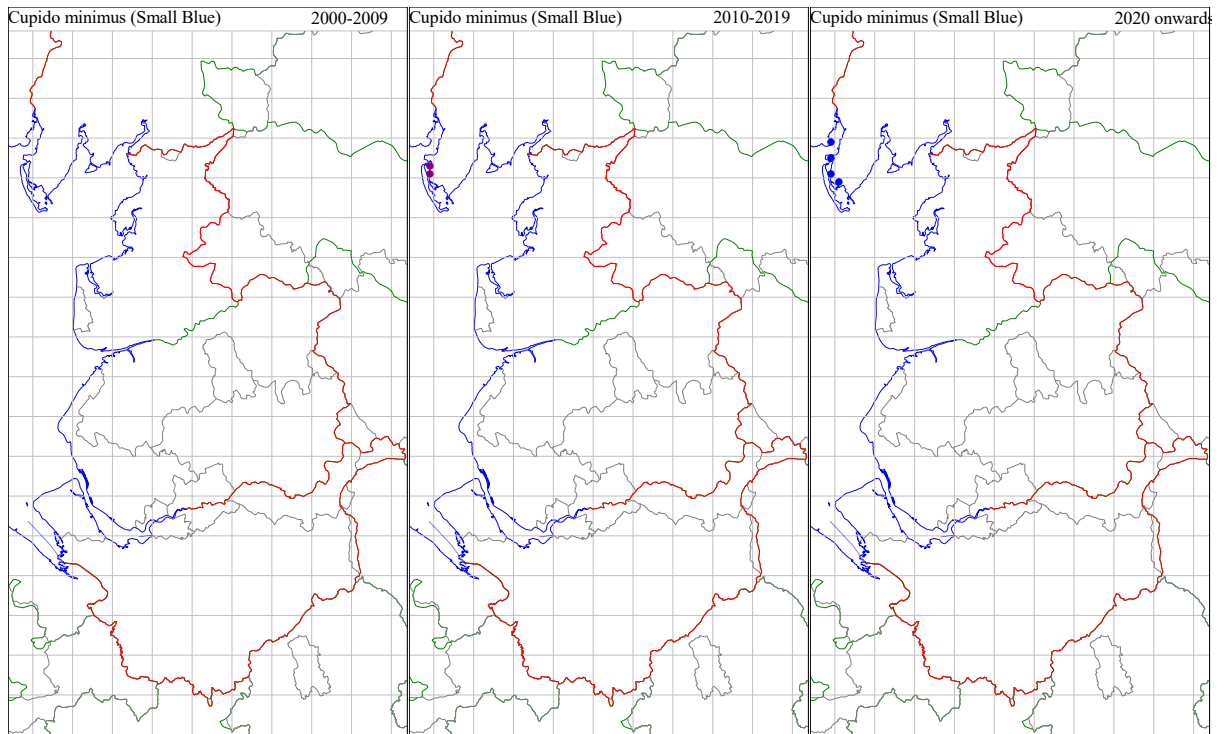 Cupido minimus (Small Blue) 2000-2009
Cupido minimus (Small Blue) 2010-2019
Cupido minimus (Small Blue) 2020 onwards